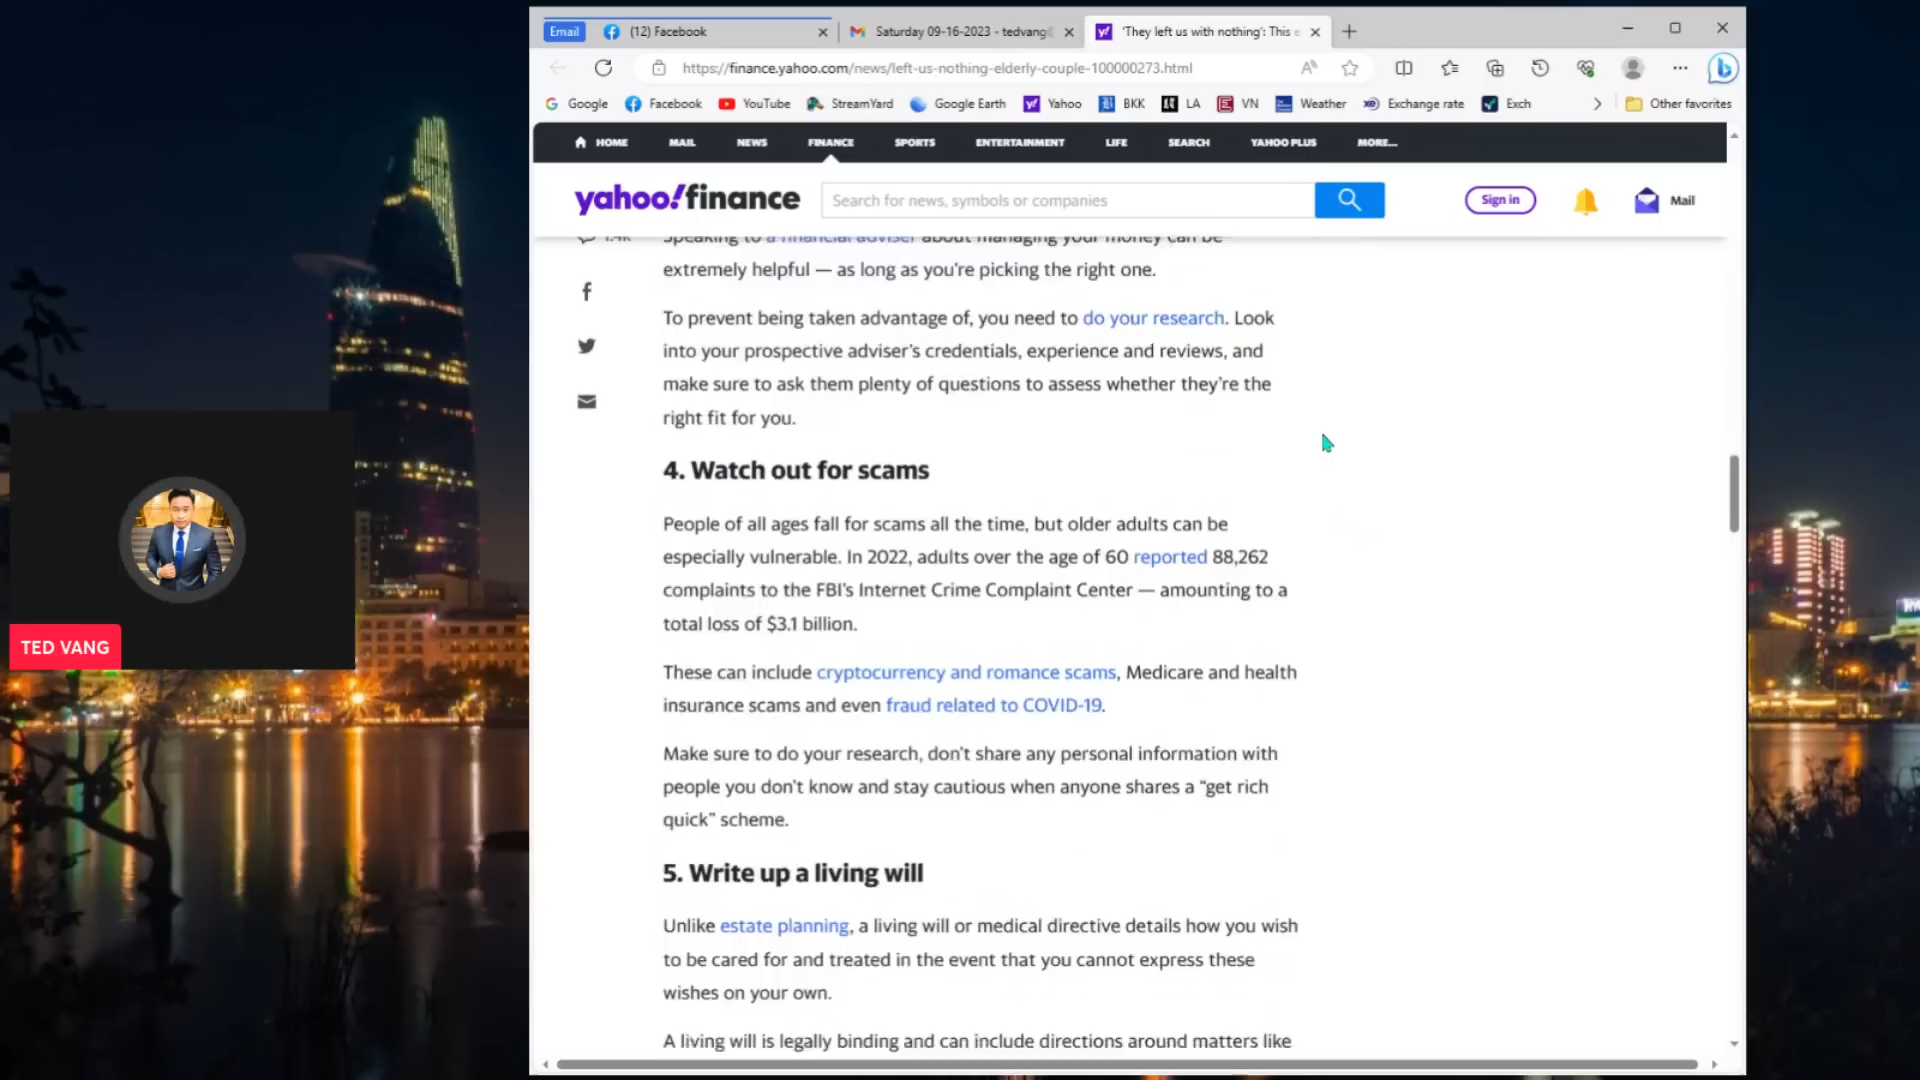 Email
(12) Facebook
Saturday 09-16-2023 - tedvang@
'They left us with nothing': This e
https://finance.yahoo.com/news/left-us-nothing-elderly-couple-100000273.html
Google
Facebook
YouTube
StreamYard
Google Earth
Yahoo
BKK
LA
VN
Weather
Exchange rate
Exch
Other favorites
HOME
MAIL
NEWS
FINANCE
SPORTS
ENTERTAINMENT
LIFE
SEARCH
YAHOO PLUS
MORE...
yahoo!finance
Search for news, symbols or companies
Sign in
Mail
1.4K
Speaking to a financial adviser about managing your money can be
extremely helpful — as long as you're picking the right one.
To prevent being taken advantage of, you need to do your research. Look
into your prospective adviser's credentials, experience and reviews, and
make sure to ask them plenty of questions to assess whether they're the
right fit for you.
4. Watch out for scams
People of all ages fall for scams all the time, but older adults can be
especially vulnerable. In 2022, adults over the age of 60 reported 88,262
complaints to the FBI's Internet Crime Complaint Center — amounting to a
total loss of $3.1 billion.
These can include cryptocurrency and romance scams, Medicare and health
insurance scams and even fraud related to COVID-19.
Make sure to do your research, don't share any personal information with
people you don't know and stay cautious when anyone shares a “get rich
quick” scheme.
5. Write up a living will
Unlike estate planning, a living will or medical directive details how you wish
to be cared for and treated in the event that you cannot express these
wishes on your own.
A living will is legally binding and can include directions around matters like
TED VANG